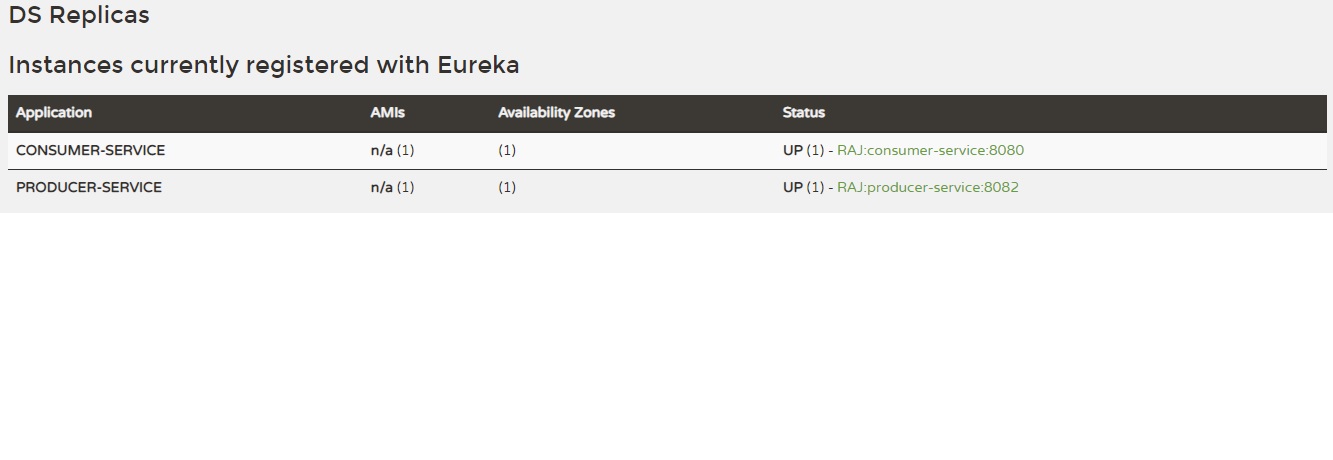 DS Replicas
Instances currently registered with Eureka
Application AMIs Availability Zones Status
CONSUMER-SERVICE n/a (1) (1) UP (1) - RAJ:consumer-service:8080
PRODUCER-SERVICE n/a (1) (1) UP (1) - RAJ:producer-service:8082